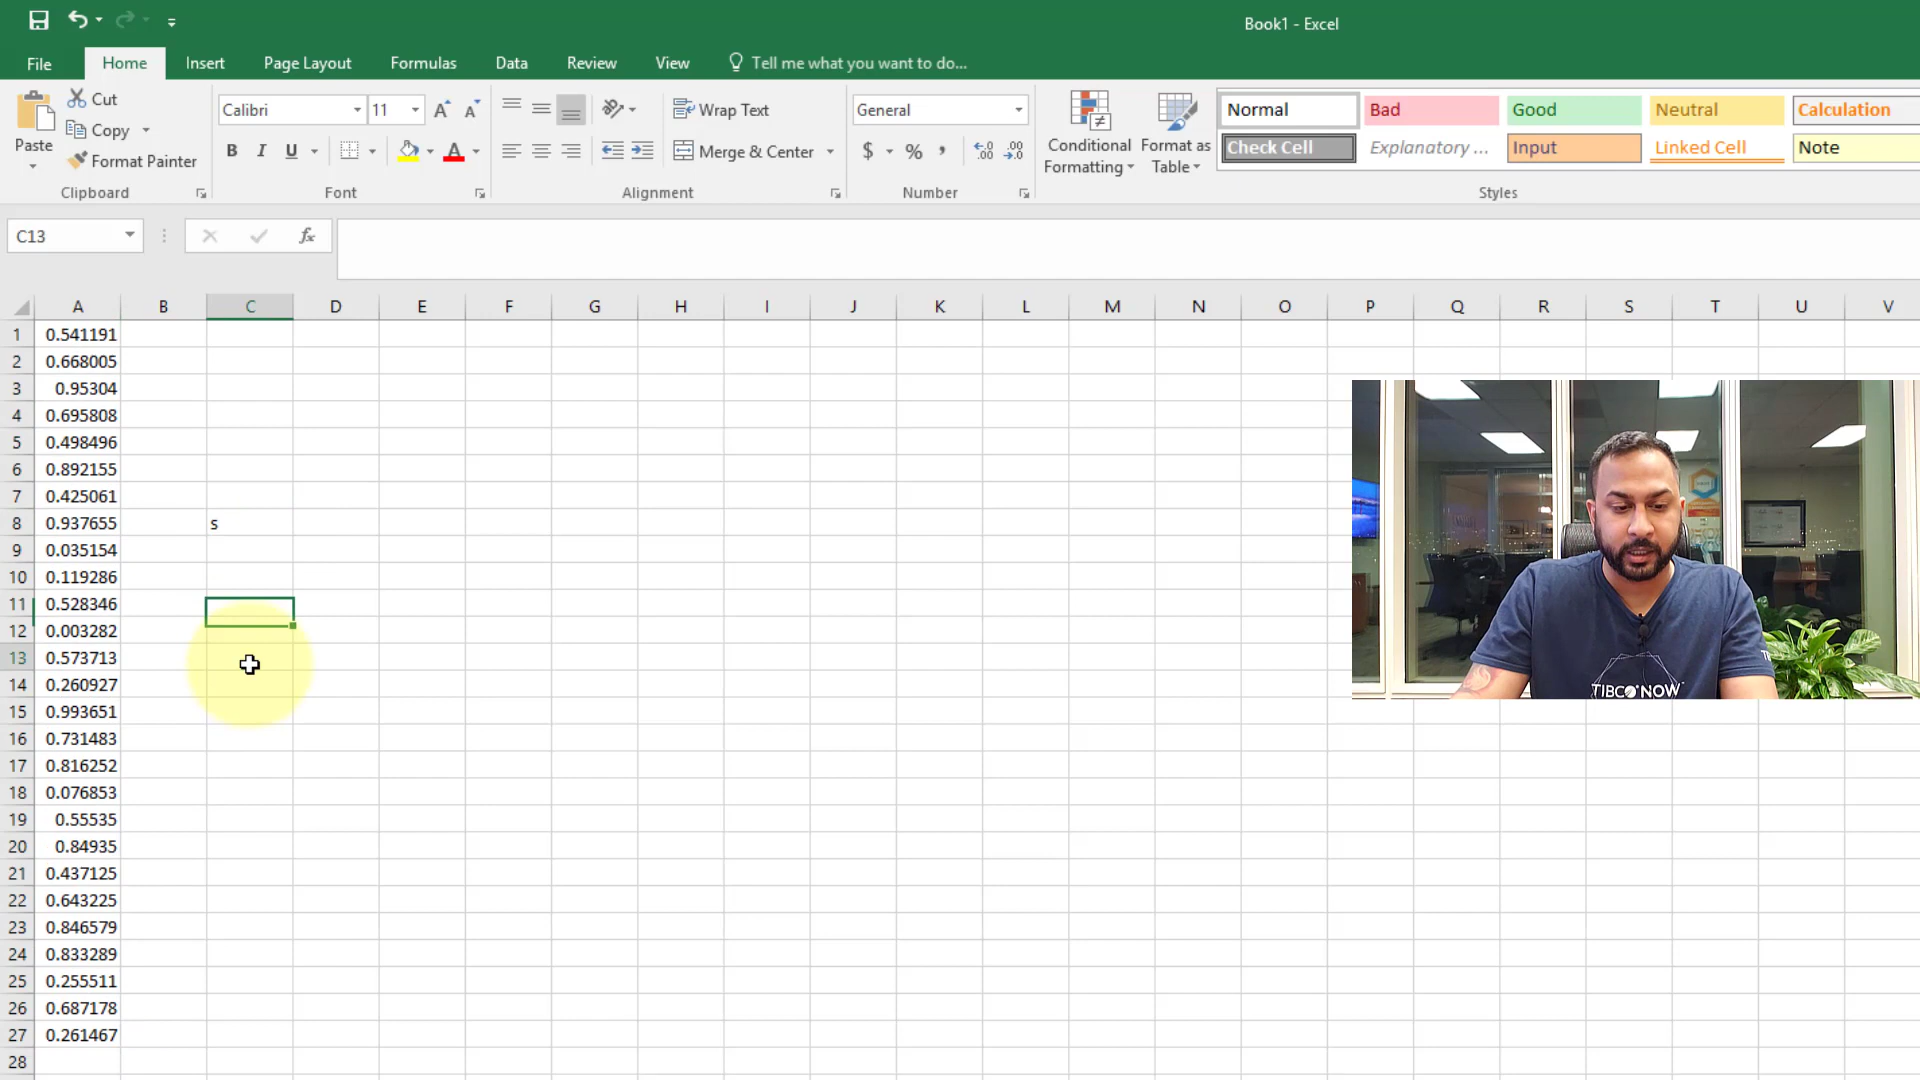 Book1 - Excel
File Home Insert Page Layout Formulas Data Review View Tell me what you want to do...
Paste
Cut
Copy
Format Painter
Clipboard
Calibri 11
B I U
Font
Wrap Text
Merge & Center
Alignment
General
$ % ,
Number
Conditional Formatting
Format as Table
Normal Bad Good Neutral Calculation
Check Cell Explanatory ... Input Linked Cell Note
Styles
C13 fx
A B C D E F G H I J K L M N O P Q R S T U V
1 0.541191
2 0.668005
3 0.95304
4 0.695808
5 0.498496
6 0.892155
7 0.425061
8 0.937655 s
9 0.035154
10 0.119286
11 0.528346
12 0.003282
13 0.573713
14 0.260927
15 0.993651
16 0.731483
17 0.816252
18 0.076853
19 0.55535
20 0.84935
21 0.437125
22 0.643225
23 0.846579
24 0.833289
25 0.255511
26 0.687178
27 0.261467
28
TIBCO NOW